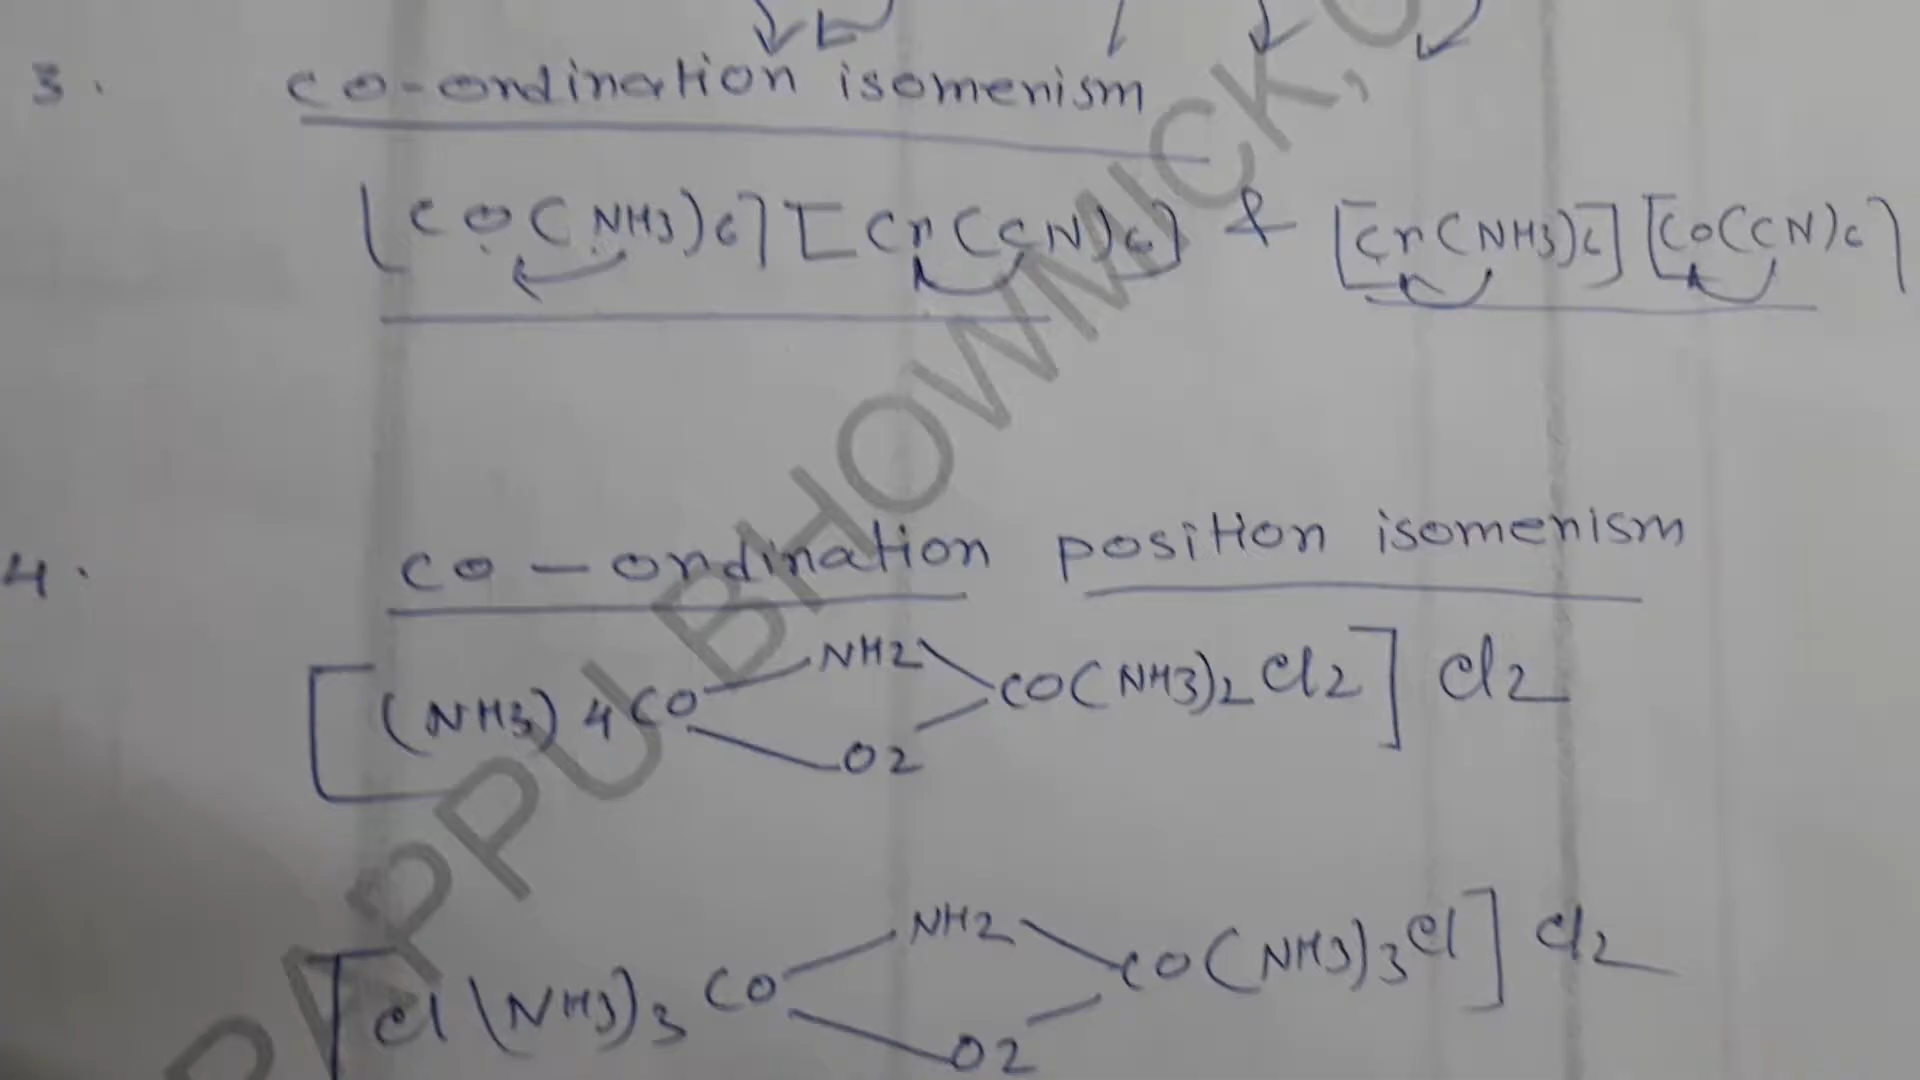 3. co-ordination isomerism
[CO(NH3)6][Cr(CN)6] & [Cr(NH3)6][Co(CN)6]
4. co-ordination position isomerism
NH2
[(NH3)4CO CO(NH3)2Cl2]Cl2
O2
NH2
[Cl(NH3)3CO CO(NH3)3Cl]Cl2
O2
PAPPU BHOWMICK,